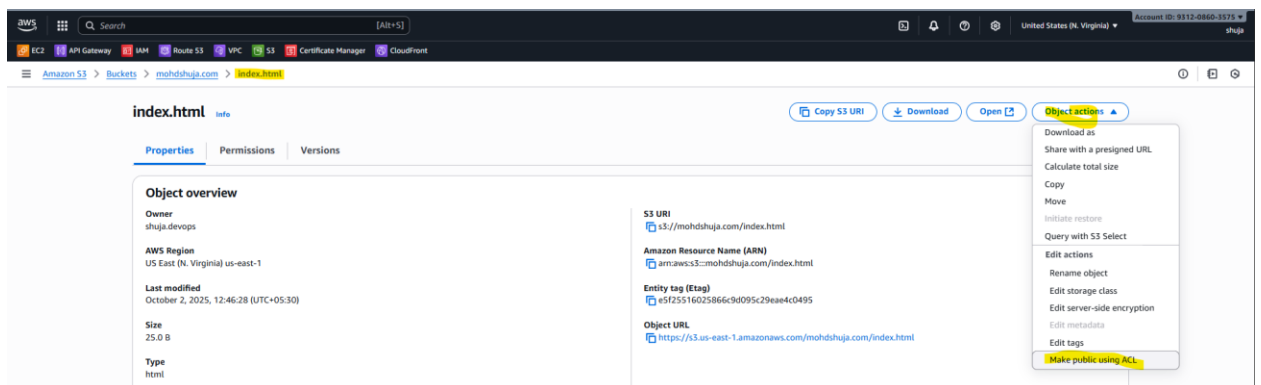 aws
Search
[Alt+S]
United States (N. Virginia)
Account ID: 9312-0860-3575
shuja
EC2 API Gateway IAM Route 53 VPC S3 Certificate Manager CloudFront
Amazon S3 > Buckets > mohdshuja.com > index.html
index.html Info
Copy S3 URI Download Open Object actions
Download as
Share with a presigned URL
Calculate total size
Copy
Move
Initiate restore
Query with S3 Select
Edit actions
Rename object
Edit storage class
Edit server-side encryption
Edit metadata
Edit tags
Make public using ACL
Properties Permissions Versions
Object overview
Owner
shuja.devops
AWS Region
US East (N. Virginia) us-east-1
Last modified
October 2, 2025, 12:46:28 (UTC+05:30)
Size
25.0 B
Type
html
S3 URI
s3://mohdshuja.com/index.html
Amazon Resource Name (ARN)
arn:aws:s3:::mohdshuja.com/index.html
Entity tag (Etag)
e5f25516025866c9d095c29eae4c0495
Object URL
https://s3.us-east-1.amazonaws.com/mohdshuja.com/index.html